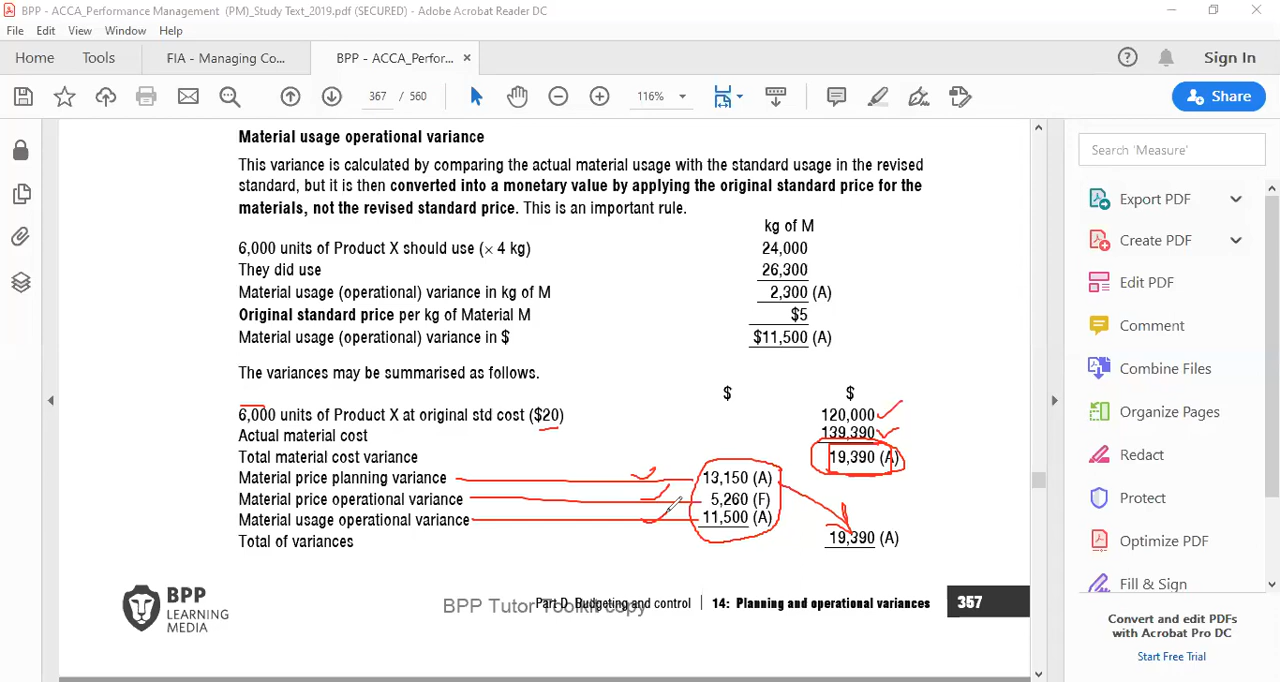 BPP - ACCA_Performance Management (PM)_Study Text_2019.pdf (SECURED) - Adobe Acrobat Reader DC
File Edit View Window Help
Home Tools FIA - Managing Co... BPP - ACCA_Perfor... × Sign In
367 / 560 116% Share
Material usage operational variance
This variance is calculated by comparing the actual material usage with the standard usage in the revised
standard, but it is then converted into a monetary value by applying the original standard price for the
materials, not the revised standard price. This is an important rule.
kg of M
6,000 units of Product X should use (× 4 kg) 24,000
They did use 26,300
Material usage (operational) variance in kg of M 2,300 (A)
Original standard price per kg of Material M $5
Material usage (operational) variance in $ $11,500 (A)
The variances may be summarised as follows.
$ $
6,000 units of Product X at original std cost ($20) 120,000
Actual material cost 139,390
Total material cost variance 19,390 (A)
Material price planning variance 13,150 (A)
Material price operational variance 5,260 (F)
Material usage operational variance 11,500 (A)
Total of variances 19,390 (A)
BPP
LEARNING
MEDIA
BPP Tutor Toolkit copy
Part D Budgeting and control 14: Planning and operational variances 357
Search 'Measure'
Export PDF
Create PDF
Edit PDF
Comment
Combine Files
Organize Pages
Redact
Protect
Optimize PDF
Fill & Sign
Convert and edit PDFs
with Acrobat Pro DC
Start Free Trial